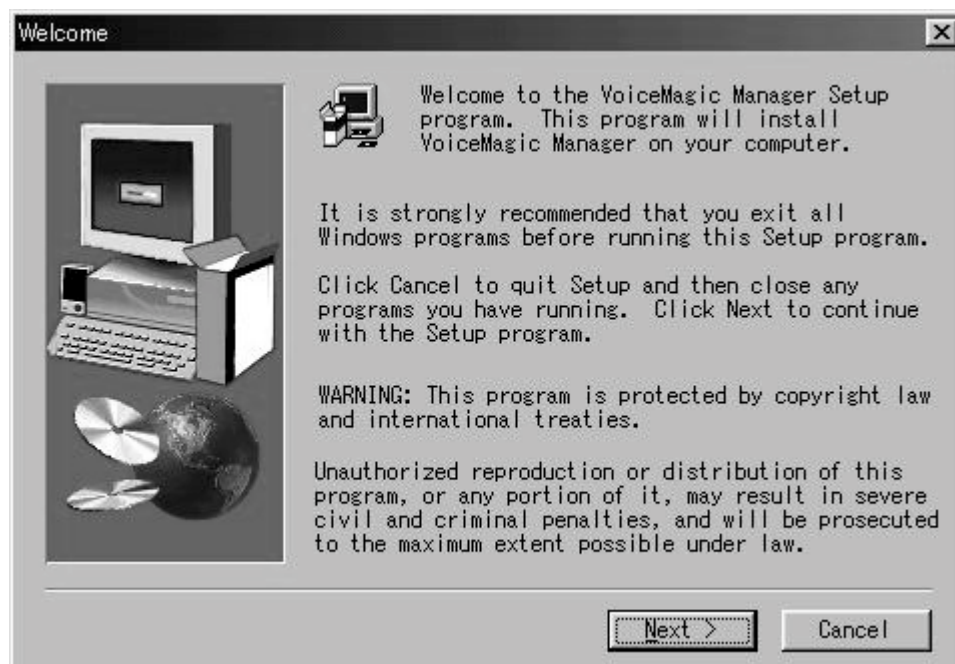 Welcome
Welcome to the VoiceMagic Manager Setup
program. This program will install
VoiceMagic Manager on your computer.
It is strongly recommended that you exit all
Windows programs before running this Setup program.
Click Cancel to quit Setup and then close any
programs you have running. Click Next to continue
with the Setup program.
WARNING: This program is protected by copyright law
and international treaties.
Unauthorized reproduction or distribution of this
program, or any portion of it, may result in severe
civil and criminal penalties, and will be prosecuted
to the maximum extent possible under law.
Next >
Cancel